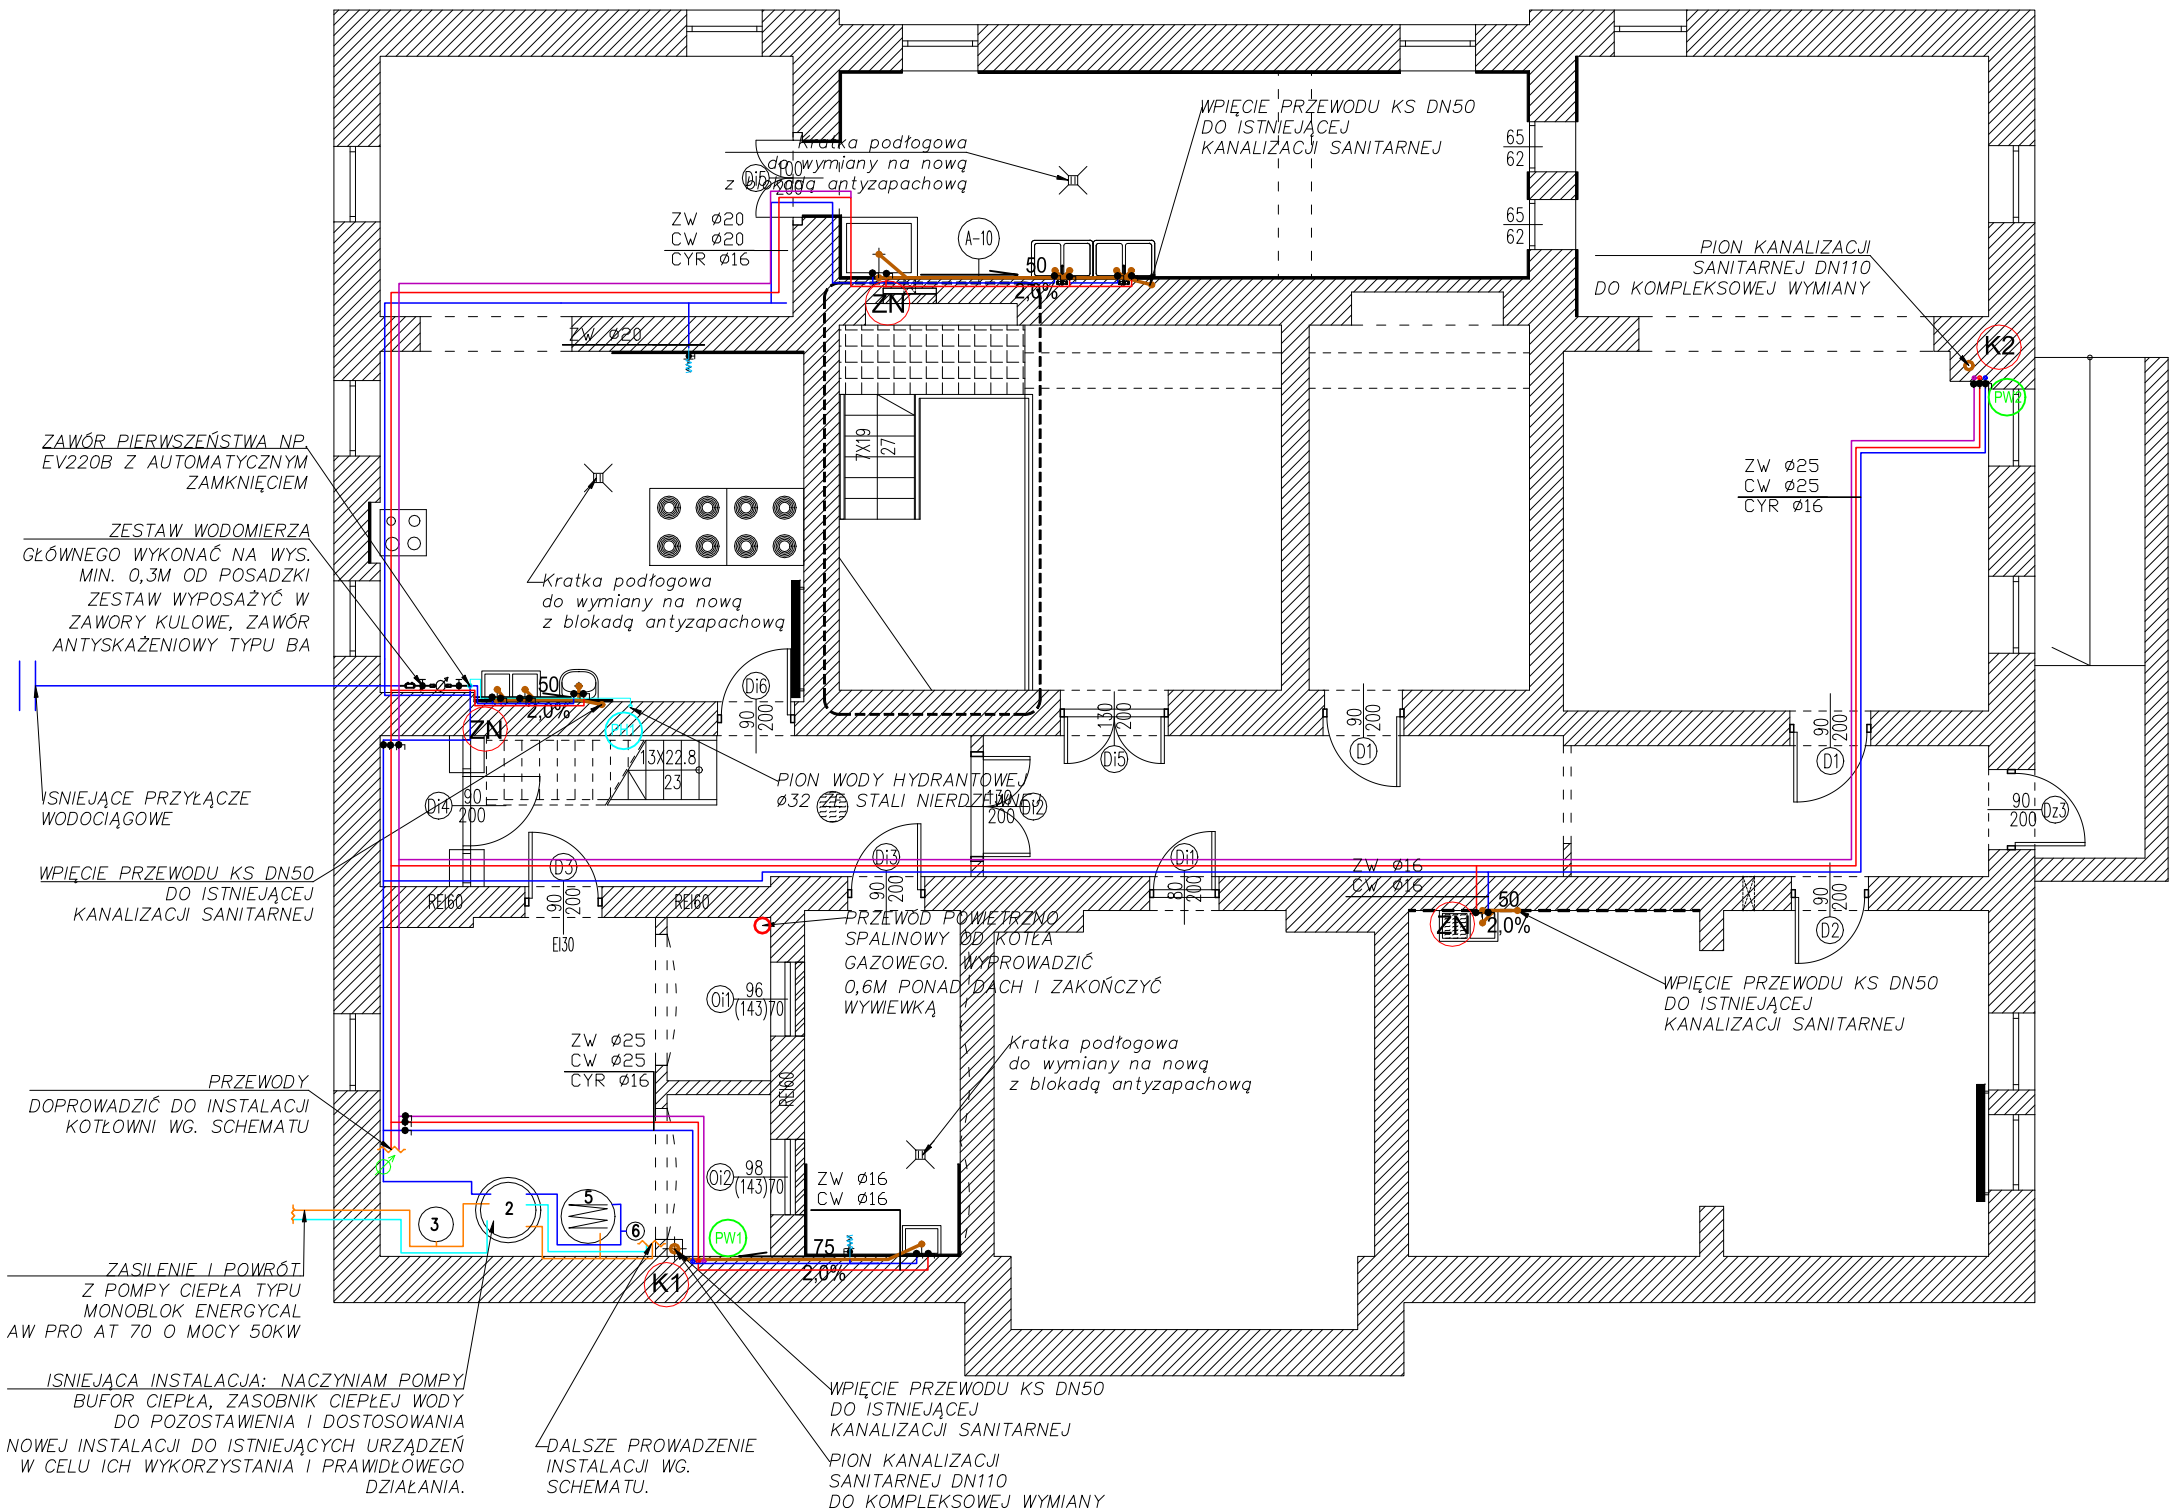 WPIĘCIE PRZEWODU KS DN50
DO ISTNIEJĄCEJ
KANALIZACJI SANITARNEJ
Kratka podłogowa
do wymiany na nową
z blokadą antyzapachową
Di5
100
200
65
62
65
62
ZW Ø20
CW Ø20
CYR Ø16
A-10
50
2,0%
ZN
PION KANALIZACJI
SANITARNEJ DN110
DO KOMPLEKSOWEJ WYMIANY
K2
PW2
ZW Ø20
7X19
27
ZAWÓR PIERWSZEŃSTWA NP.
EV220B Z AUTOMATYCZNYM
ZAMKNIĘCIEM
ZW Ø25
CW Ø25
CYR Ø16
ZESTAW WODOMIERZA
GŁÓWNEGO WYKONAĆ NA WYS.
MIN. 0,3M OD POSADZKI
ZESTAW WYPOSAŻYĆ W
ZAWORY KULOWE, ZAWÓR
ANTYSKAŻENIOWY TYPU BA
Kratka podłogowa
do wymiany na nową
z blokadą antyzapachową
50
2,0%
ZN
PH1
Di6
90
200
130
200
Di5
90
200
D1
90
200
D1
13X22.8
23
PION WODY HYDRANTOWEJ
Ø32 ZE STALI NIERDZEWNEJ
130
200
Di2
Di4
90
200
90
200
Dz3
ISNIEJĄCE PRZYŁĄCZE
WODOCIĄGOWE
WPIĘCIE PRZEWODU KS DN50
DO ISTNIEJĄCEJ
KANALIZACJI SANITARNEJ
D3
90
200
EI30
REI60
REI60
Di3
90
200
Di1
80
200
ZW Ø16
CW Ø16
50
2,0%
ZN
90
200
D2
PRZEWÓD POWIETRZNO
SPALINOWY OD KOTŁA
GAZOWEGO. WYPROWADZIĆ
0,6M PONAD DACH I ZAKOŃCZYĆ
WYWIEWKĄ
WPIĘCIE PRZEWODU KS DN50
DO ISTNIEJĄCEJ
KANALIZACJI SANITARNEJ
Oi1
96
(143)70
ZW Ø25
CW Ø25
CYR Ø16
REI60
Kratka podłogowa
do wymiany na nową
z blokadą antyzapachową
PRZEWODY
DOPROWADZIĆ DO INSTALACJI
KOTŁOWNI WG. SCHEMATU
Oi2
98
(143)70
ZW Ø16
CW Ø16
3
2
5
6
PW1
75
2,0%
K1
ZASILENIE I POWRÓT
Z POMPY CIEPŁA TYPU
MONOBLOK ENERGYCAL
AW PRO AT 70 O MOCY 50KW
ISNIEJĄCA INSTALACJA: NACZYNIAM POMPY
BUFOR CIEPŁA, ZASOBNIK CIEPŁEJ WODY
DO POZOSTAWIENIA I DOSTOSOWANIA
NOWEJ INSTALACJI DO ISTNIEJĄCYCH URZĄDZEŃ
W CELU ICH WYKORZYSTANIA I PRAWIDŁOWEGO
DZIAŁANIA.
DALSZE PROWADZENIE
INSTALACJI WG.
SCHEMATU.
WPIĘCIE PRZEWODU KS DN50
DO ISTNIEJĄCEJ
KANALIZACJI SANITARNEJ
PION KANALIZACJI
SANITARNEJ DN110
DO KOMPLEKSOWEJ WYMIANY